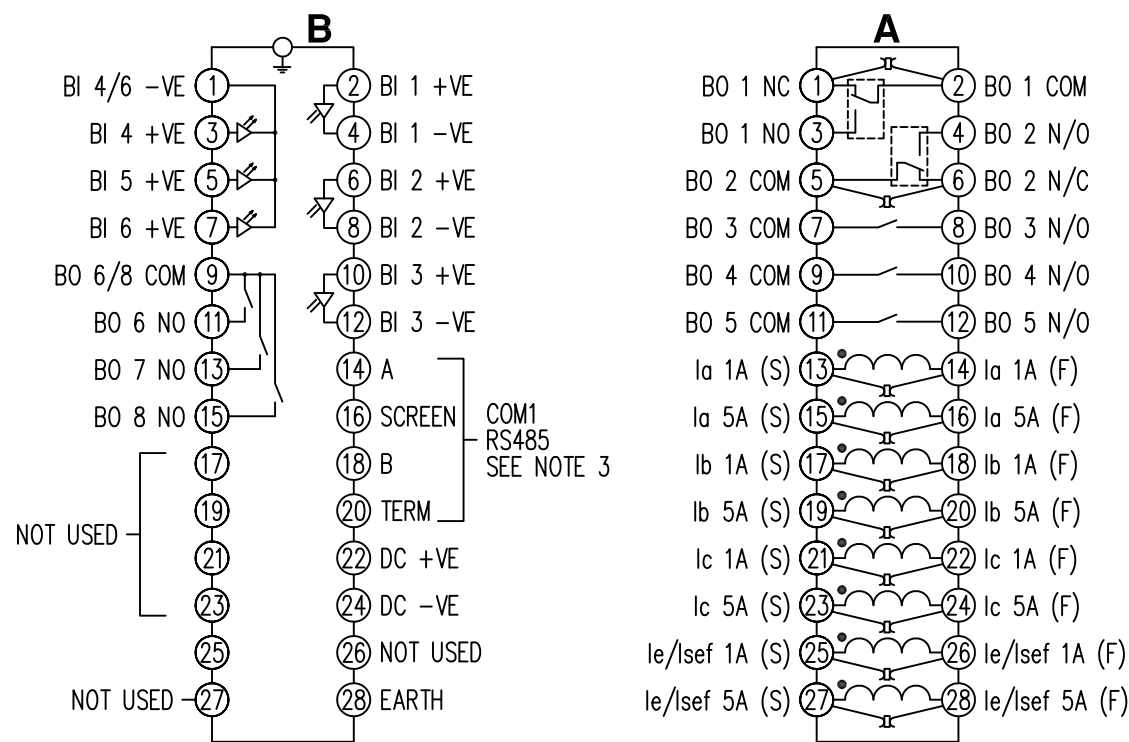 B
BI 4/6 -VE 1 2 BI 1 +VE
BI 4 +VE 3 4 BI 1 -VE
BI 5 +VE 5 6 BI 2 +VE
BI 6 +VE 7 8 BI 2 -VE
BO 6/8 COM 9 10 BI 3 +VE
BO 6 NO 11 12 BI 3 -VE
BO 7 NO 13 14 A
BO 8 NO 15 16 SCREEN
17 18 B
19 20 TERM
21 22 DC +VE
23 24 DC -VE
25 26 NOT USED
NOT USED 27 28 EARTH
NOT USED
COM1
RS485
SEE NOTE 3
A
BO 1 NC 1 2 BO 1 COM
BO 1 NO 3 4 BO 2 N/O
BO 2 COM 5 6 BO 2 N/C
BO 3 COM 7 8 BO 3 N/O
BO 4 COM 9 10 BO 4 N/O
BO 5 COM 11 12 BO 5 N/O
Ia 1A (S) 13 14 Ia 1A (F)
Ia 5A (S) 15 16 Ia 5A (F)
Ib 1A (S) 17 18 Ib 1A (F)
Ib 5A (S) 19 20 Ib 5A (F)
Ic 1A (S) 21 22 Ic 1A (F)
Ic 5A (S) 23 24 Ic 5A (F)
Ie/Isef 1A (S) 25 26 Ie/Isef 1A (F)
Ie/Isef 5A (S) 27 28 Ie/Isef 5A (F)